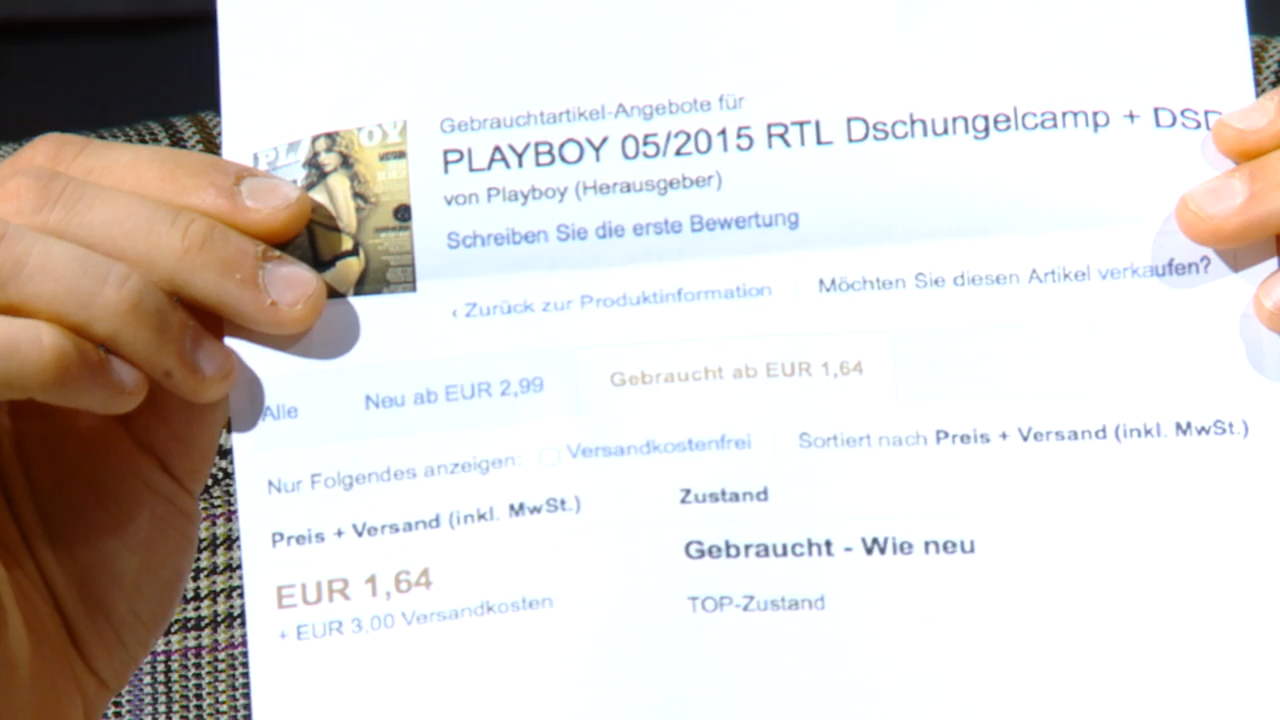 PLAYBOY
Gebrauchtartikel-Angebote für
PLAYBOY 05/2015 RTL Dschungelcamp + DSD
von Playboy (Herausgeber)
Schreiben Sie die erste Bewertung
‹ Zurück zur Produktinformation
Möchten Sie diesen Artikel verkaufen?
Alle
Neu ab EUR 2,99
Gebraucht ab EUR 1,64
Nur Folgendes anzeigen:
Versandkostenfrei
Sortiert nach Preis + Versand (inkl. MwSt.)
Preis + Versand (inkl. MwSt.)
Zustand
EUR 1,64
Gebraucht - Wie neu
+ EUR 3,00 Versandkosten
TOP-Zustand